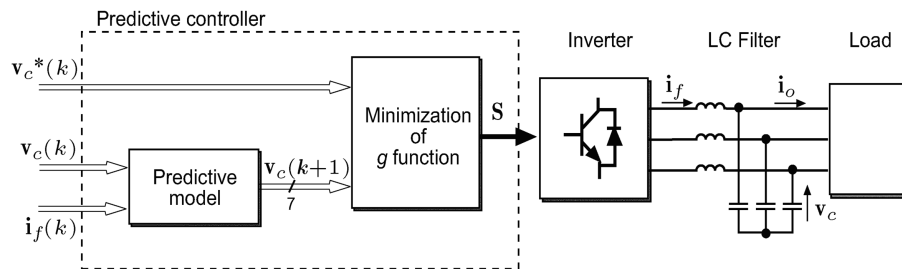 Predictive controller
Inverter
LC Filter
Load
v_c*(k)
Minimization
of
g function
S
i_f
i_o
v_c(k)
Predictive
model
v_c(k+1)
7
i_f(k)
v_c